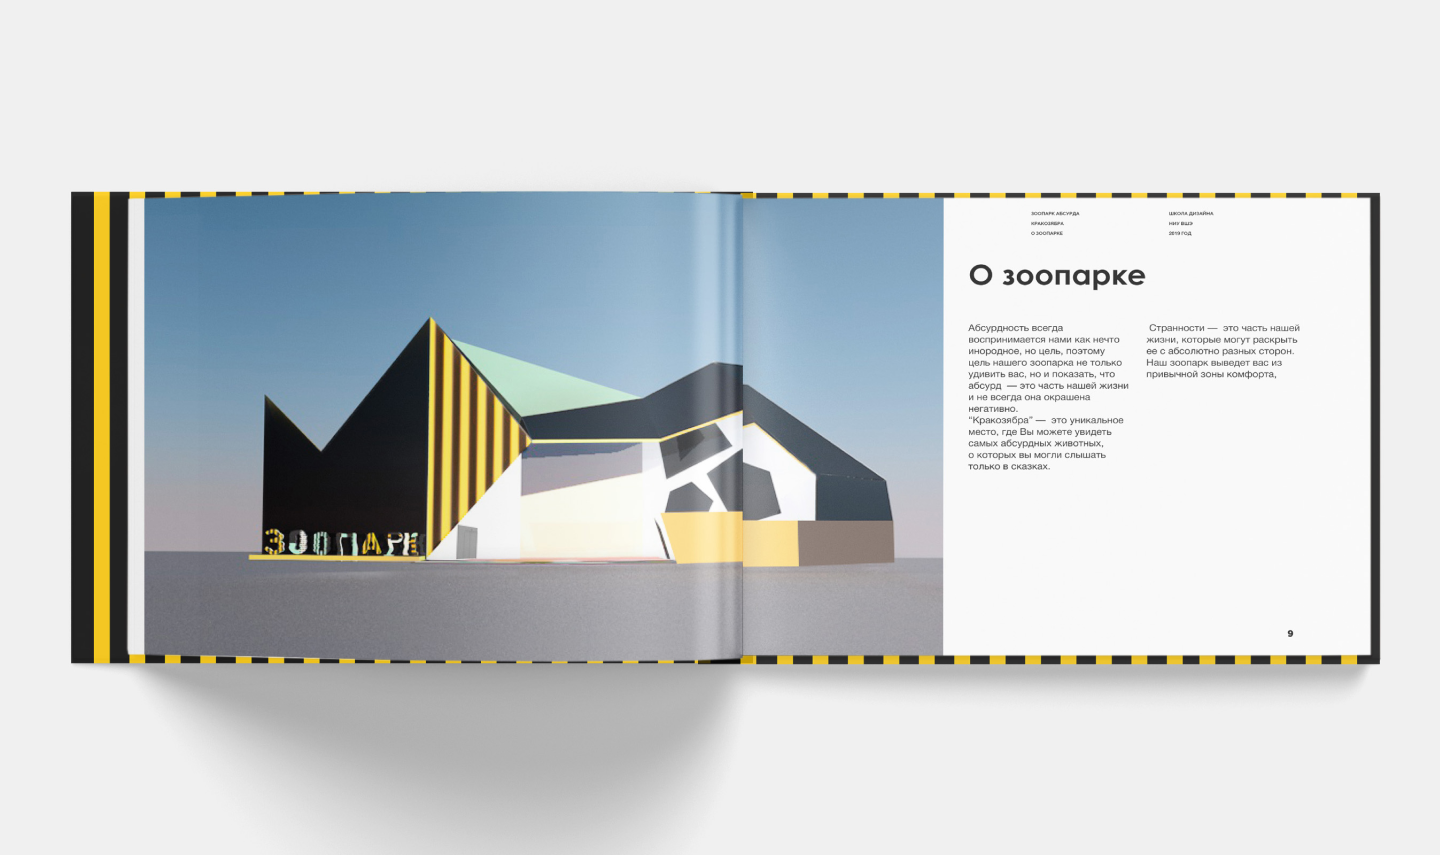 ЗООПАРК
ЗООПАРК АБСУРДА
КРАКОЗЯБРА
О ЗООПАРКЕ
ШКОЛА ДИЗАЙНА
НИУ ВШЭ
2019 ГОД
О зоопарке
Абсурдность всегда
воспринимается нами как нечто
инородное, но цель, поэтому
цель нашего зоопарка не только
удивить вас, но и показать, что
абсурд — это часть нашей жизни
и не всегда она окрашена
негативно.
“Кракозябра” — это уникальное
место, где Вы можете увидеть
самых абсурдных животных,
о которых вы могли слышать
только в сказках.
Странности — это часть нашей
жизни, которые могут раскрыть
ее с абсолютно разных сторон.
Наш зоопарк выведет вас из
привычной зоны комфорта,
9